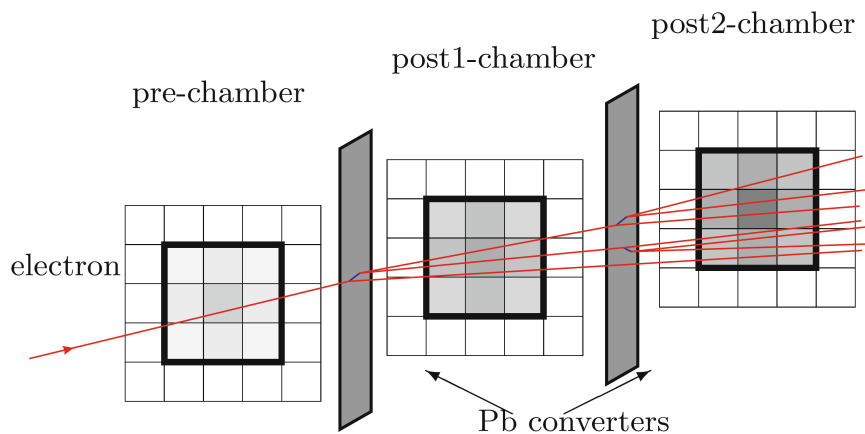 post2-chamber
post1-chamber
pre-chamber
electron
Pb converters